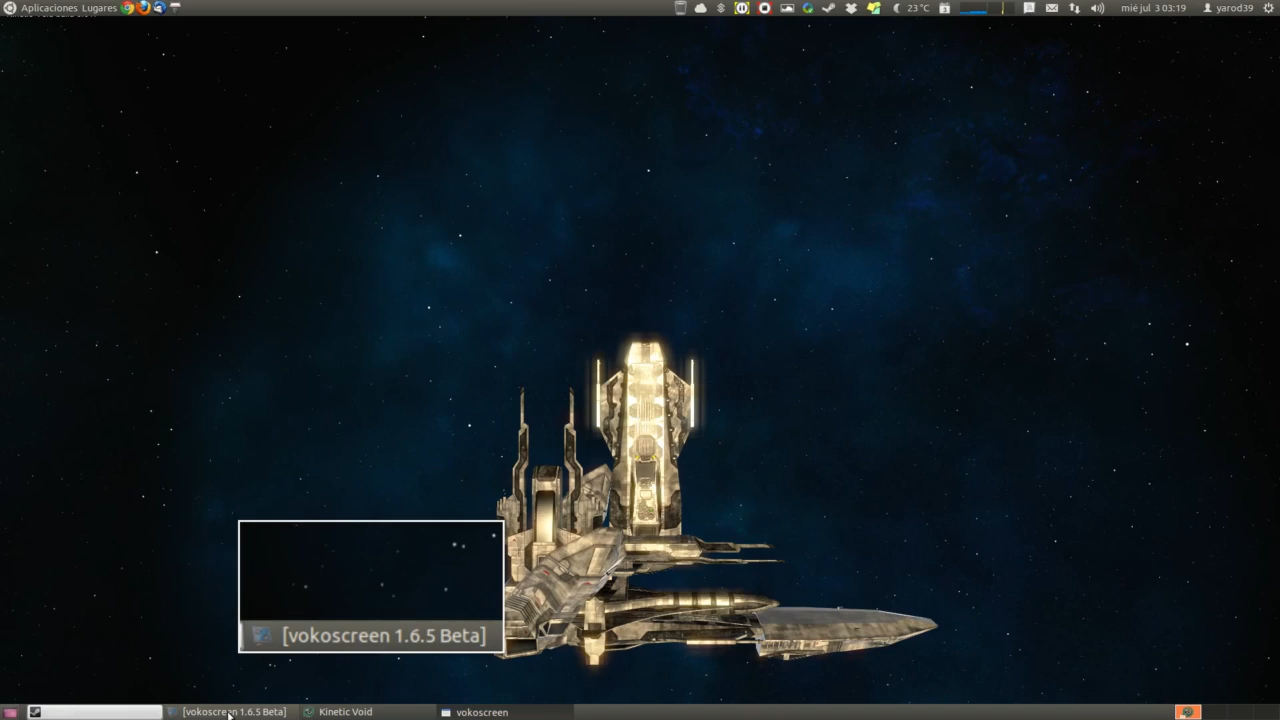 Aplicaciones Lugares 23 °C mié jul 3 03:19 yarod39
[vokoscreen 1.6.5 Beta]
[vokoscreen 1.6.5 Beta] Kinetic Void vokoscreen